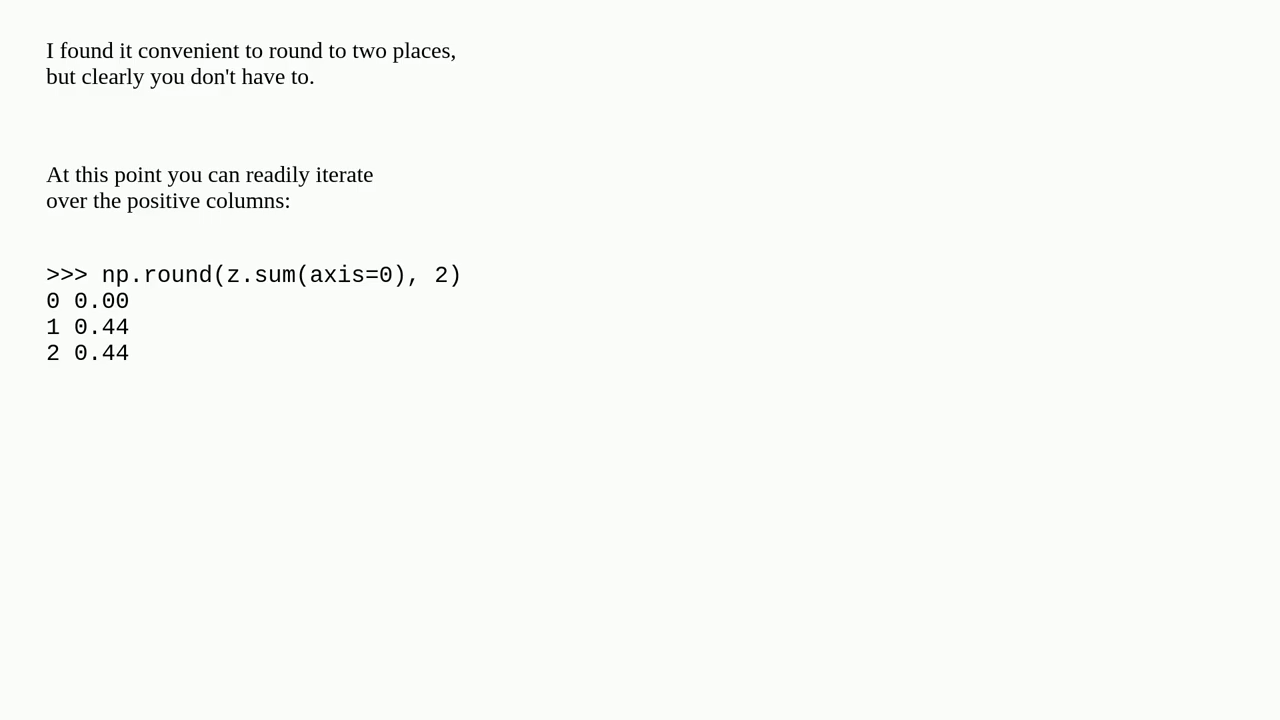 I found it convenient to round to two places,
but clearly you don't have to.
At this point you can readily iterate
over the positive columns:
>>> np.round(z.sum(axis=0), 2)
0 0.00
1 0.44
2 0.44